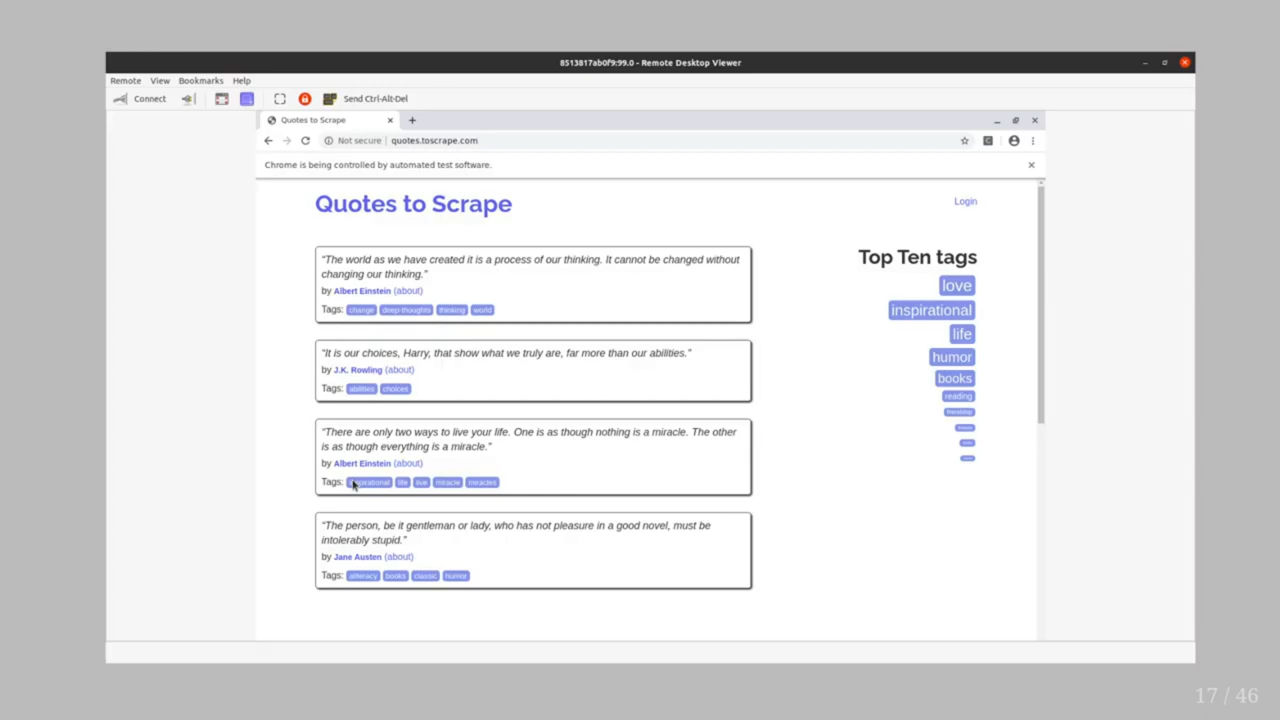 8513817ab0f9:99.0 - Remote Desktop Viewer
Remote View Bookmarks Help
Connect Send Ctrl-Alt-Del
Quotes to Scrape
Not secure | quotes.toscrape.com
Chrome is being controlled by automated test software.
Quotes to Scrape
Login
“The world as we have created it is a process of our thinking. It cannot be changed without
changing our thinking.”
by Albert Einstein (about)
Tags: change deep-thoughts thinking world
“It is our choices, Harry, that show what we truly are, far more than our abilities.”
by J.K. Rowling (about)
Tags: abilities choices
“There are only two ways to live your life. One is as though nothing is a miracle. The other
is as though everything is a miracle.”
by Albert Einstein (about)
Tags: inspirational life live miracle miracles
“The person, be it gentleman or lady, who has not pleasure in a good novel, must be
intolerably stupid.”
by Jane Austen (about)
Tags: aliteracy books classic humor
Top Ten tags
love
inspirational
life
humor
books
reading
friendship
17 / 46